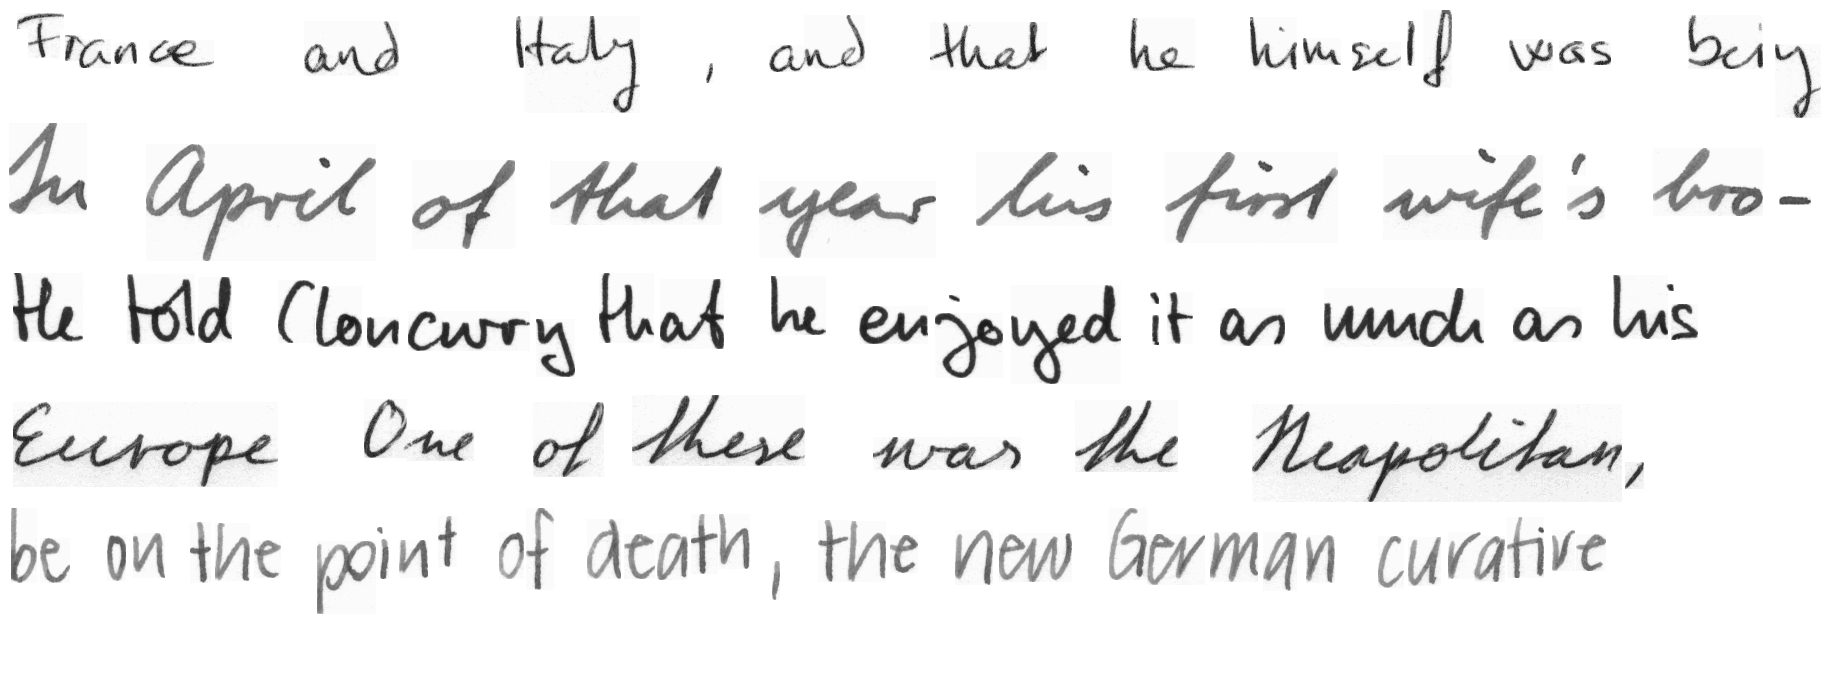 France and Italy, and that he himself was being
In April of that year his first wife's bro-
He told Cloncurry that he enjoyed it as much as his
Europe One of these was the Neapolitan,
be on the point of death, the new German curative